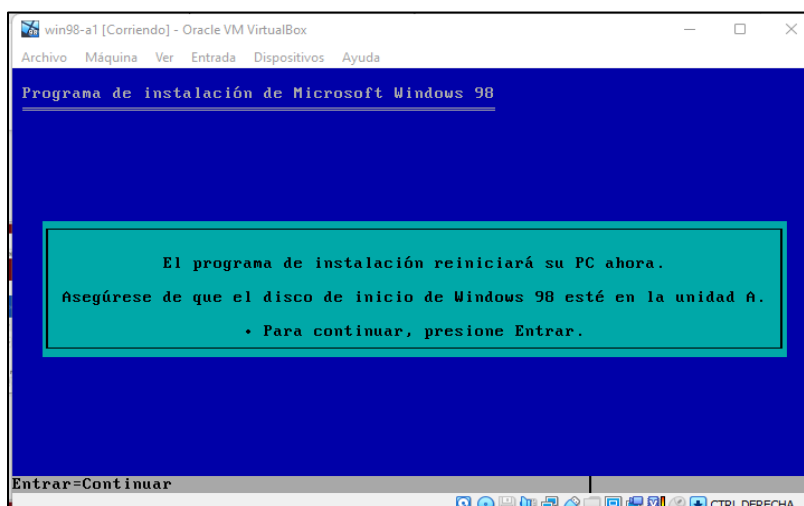 win98-a1 [Corriendo] - Oracle VM VirtualBox
Archivo Máquina Ver Entrada Dispositivos Ayuda
Programa de instalación de Microsoft Windows 98
El programa de instalación reiniciará su PC ahora.
Asegúrese de que el disco de inicio de Windows 98 esté en la unidad A.
• Para continuar, presione Entrar.
Entrar=Continuar
CTRL DERECHA